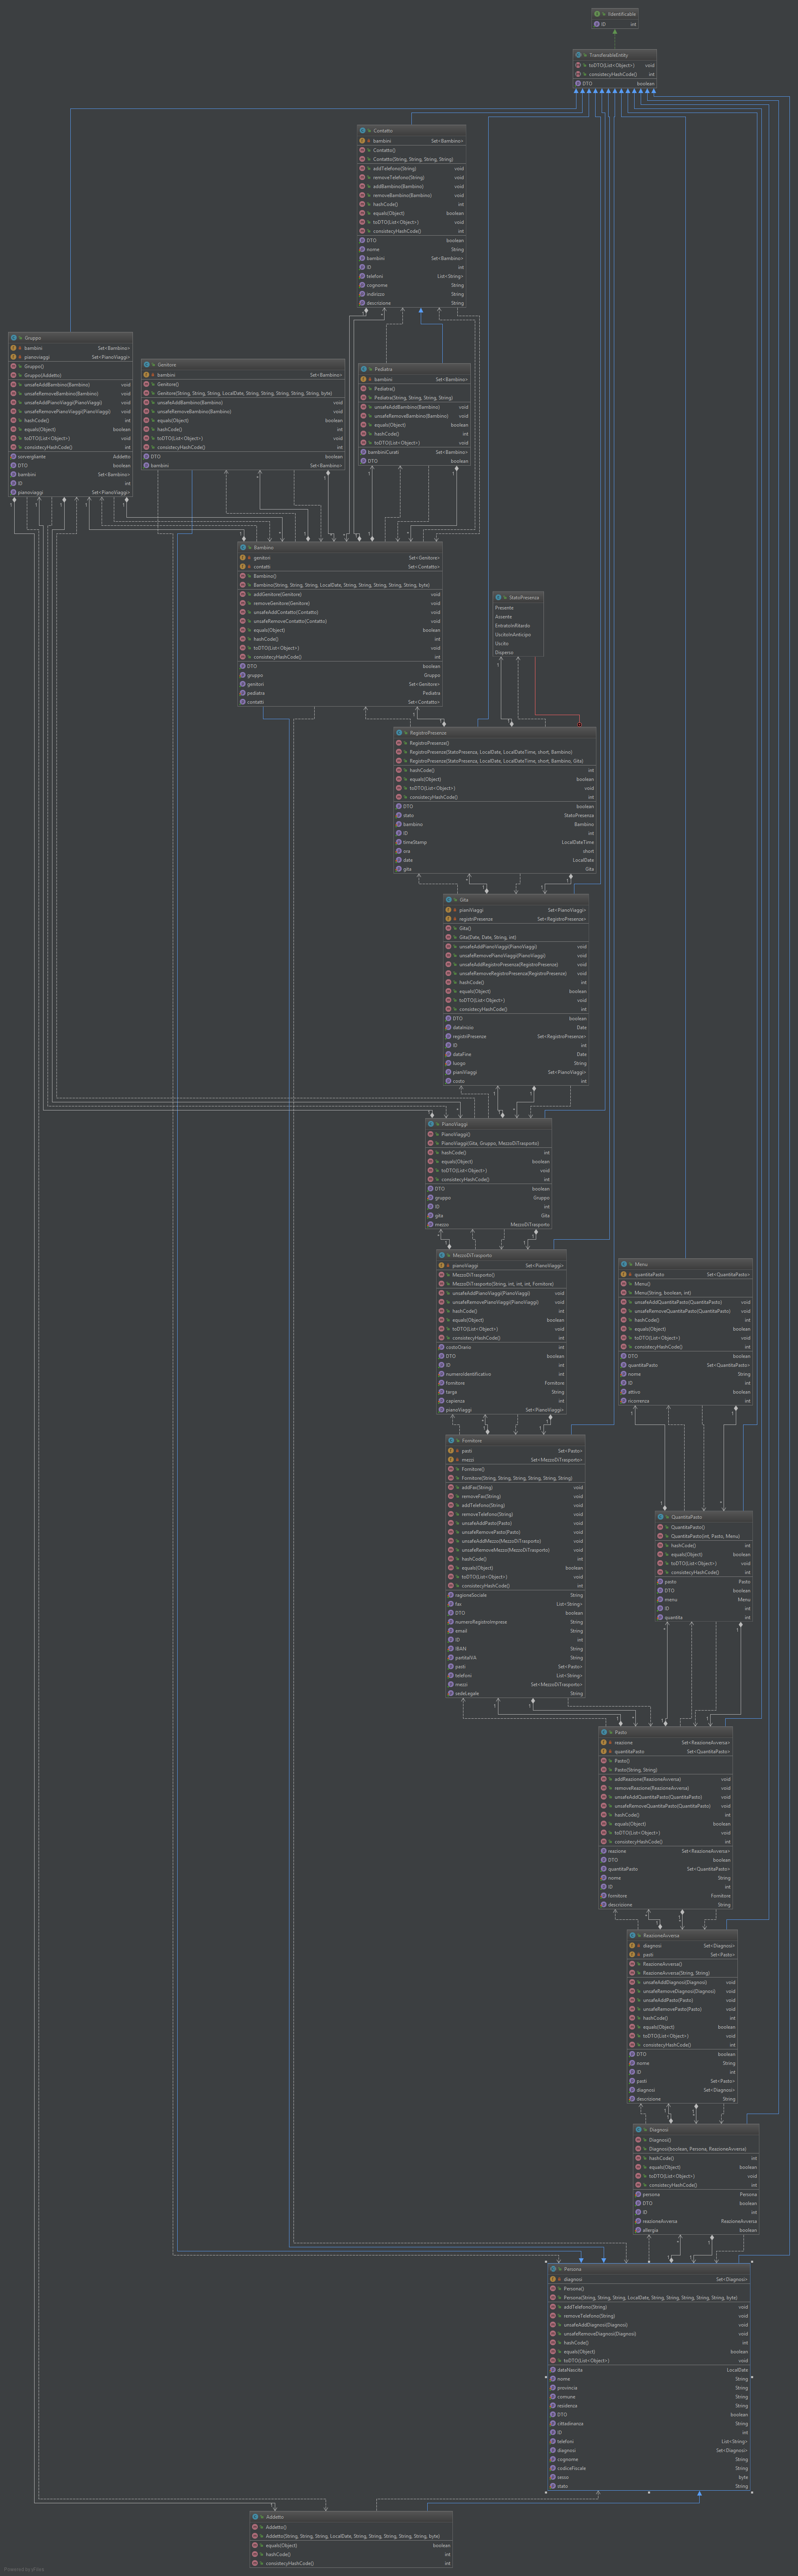 IIdentificable
ID int
TransferableEntity
toDTO(List<Object>) void
consistecyHashCode() int
DTO boolean
Contatto
bambini Set<Bambino>
Contatto()
Contatto(String, String, String, String)
addTelefono(String) void
removeTelefono(String) void
addBambino(Bambino) void
removeBambino(Bambino) void
hashCode() int
equals(Object) boolean
toDTO(List<Object>) void
consistecyHashCode() int
DTO boolean
nome String
bambini Set<Bambino>
ID int
telefoni List<String>
cognome String
indirizzo String
descrizione String
Gruppo
bambini Set<Bambino>
pianoviaggi Set<PianoViaggi>
Gruppo()
Gruppo(Addetto)
unsafeAddBambino(Bambino) void
unsafeRemoveBambino(Bambino) void
unsafeAddPianoViaggi(PianoViaggi) void
unsafeRemovePianoViaggi(PianoViaggi) void
hashCode() int
equals(Object) boolean
toDTO(List<Object>) void
consistecyHashCode() int
sorvegliante Addetto
DTO boolean
bambini Set<Bambino>
ID int
pianoviaggi Set<PianoViaggi>
Genitore
bambini Set<Bambino>
Genitore()
Genitore(String, String, String, LocalDate, String, String, String, String, String, byte)
unsafeAddBambino(Bambino) void
unsafeRemoveBambino(Bambino) void
equals(Object) boolean
hashCode() int
toDTO(List<Object>) void
consistecyHashCode() int
DTO boolean
bambini Set<Bambino>
Pediatra
bambini Set<Bambino>
Pediatra()
Pediatra(String, String, String, String)
unsafeAddBambino(Bambino) void
unsafeRemoveBambino(Bambino) void
equals(Object) boolean
hashCode() int
toDTO(List<Object>) void
bambiniCurati Set<Bambino>
DTO boolean
Bambino
genitori Set<Genitore>
contatti Set<Contatto>
Bambino()
Bambino(String, String, String, LocalDate, String, String, String, String, String, byte)
addGenitore(Genitore) void
removeGenitore(Genitore) void
unsafeAddContatto(Contatto) void
unsafeRemoveContatto(Contatto) void
equals(Object) boolean
hashCode() int
toDTO(List<Object>) void
consistecyHashCode() int
DTO boolean
gruppo Gruppo
genitori Set<Genitore>
pediatra Pediatra
contatti Set<Contatto>
StatoPresenza
Presente
Assente
EntratoInRitardo
UscitoInAnticipo
Uscito
Disperso
RegistroPresenze
RegistroPresenze()
RegistroPresenze(StatoPresenza, LocalDate, LocalDateTime, short, Bambino)
RegistroPresenze(StatoPresenza, LocalDate, LocalDateTime, short, Bambino, Gita)
hashCode() int
equals(Object) boolean
toDTO(List<Object>) void
consistecyHashCode() int
DTO boolean
stato StatoPresenza
bambino Bambino
ID int
timeStamp LocalDateTime
ora short
date LocalDate
gita Gita
Gita
pianiViaggi Set<PianoViaggi>
registriPresenze Set<RegistroPresenze>
Gita()
Gita(Date, Date, String, int)
unsafeAddPianoViaggi(PianoViaggi) void
unsafeRemovePianoViaggi(PianoViaggi) void
unsafeAddRegistroPresenze(RegistroPresenze) void
unsafeRemoveRegistroPresenze(RegistroPresenze) void
hashCode() int
equals(Object) boolean
toDTO(List<Object>) void
consistecyHashCode() int
DTO boolean
dataInizio Date
registriPresenze Set<RegistroPresenze>
ID int
dataFine Date
luogo String
pianiViaggi Set<PianoViaggi>
costo int
PianoViaggi
PianoViaggi()
PianoViaggi(Gita, Gruppo, MezzoDiTrasporto)
hashCode() int
equals(Object) boolean
toDTO(List<Object>) void
consistecyHashCode() int
DTO boolean
gruppo Gruppo
ID int
gita Gita
mezzo MezzoDiTrasporto
MezzoDiTrasporto
pianoViaggi Set<PianoViaggi>
MezzoDiTrasporto()
MezzoDiTrasporto(String, int, int, int, Fornitore)
unsafeAddPianoViaggi(PianoViaggi) void
unsafeRemovePianoViaggi(PianoViaggi) void
hashCode() int
equals(Object) boolean
toDTO(List<Object>) void
consistecyHashCode() int
costoOrario int
DTO boolean
ID int
numeroIdentificativo int
fornitore Fornitore
targa String
capienza int
pianoViaggi Set<PianoViaggi>
Menu
quantitaPasto Set<QuantitaPasto>
Menu()
Menu(String, boolean, int)
unsafeAddQuantitaPasto(QuantitaPasto) void
unsafeRemoveQuantitaPasto(QuantitaPasto) void
hashCode() int
equals(Object) boolean
toDTO(List<Object>) void
consistecyHashCode() int
DTO boolean
quantitaPasto Set<QuantitaPasto>
nome String
ID int
attivo boolean
ricorrenza int
Fornitore
pasti Set<Pasto>
mezzi Set<MezzoDiTrasporto>
Fornitore()
Fornitore(String, String, String, String, String, String)
addFax(String) void
removeFax(String) void
addTelefono(String) void
removeTelefono(String) void
unsafeAddPasto(Pasto) void
unsafeRemovePasto(Pasto) void
unsafeAddMezzo(MezzoDiTrasporto) void
unsafeRemoveMezzo(MezzoDiTrasporto) void
hashCode() int
equals(Object) boolean
toDTO(List<Object>) void
consistecyHashCode() int
ragioneSociale String
fax List<String>
DTO boolean
numeroRegistroImprese String
email String
ID int
IBAN String
partitaIVA String
pasti Set<Pasto>
telefoni List<String>
mezzi Set<MezzoDiTrasporto>
sedeLegale String
QuantitaPasto
QuantitaPasto()
QuantitaPasto(int, Pasto, Menu)
hashCode() int
equals(Object) boolean
toDTO(List<Object>) void
consistecyHashCode() int
pasto Pasto
DTO boolean
menu Menu
ID int
quantita int
Pasto
reazione Set<ReazioneAvversa>
quantitaPasto Set<QuantitaPasto>
Pasto()
Pasto(String, String)
addReazione(ReazioneAvversa) void
removeReazione(ReazioneAvversa) void
unsafeAddQuantitaPasto(QuantitaPasto) void
unsafeRemoveQuantitaPasto(QuantitaPasto) void
hashCode() int
equals(Object) boolean
toDTO(List<Object>) void
consistecyHashCode() int
reazione Set<ReazioneAvversa>
DTO boolean
quantitaPasto Set<QuantitaPasto>
nome String
ID int
fornitore Fornitore
descrizione String
ReazioneAvversa
diagnosi Set<Diagnosi>
pasti Set<Pasto>
ReazioneAvversa()
ReazioneAvversa(String, String)
unsafeAddDiagnosi(Diagnosi) void
unsafeRemoveDiagnosi(Diagnosi) void
unsafeAddPasto(Pasto) void
unsafeRemovePasto(Pasto) void
hashCode() int
equals(Object) boolean
toDTO(List<Object>) void
consistecyHashCode() int
DTO boolean
nome String
ID int
pasti Set<Pasto>
diagnosi Set<Diagnosi>
descrizione String
Diagnosi
Diagnosi()
Diagnosi(boolean, Persona, ReazioneAvversa)
hashCode() int
equals(Object) boolean
toDTO(List<Object>) void
consistecyHashCode() int
persona Persona
DTO boolean
ID int
reazioneAvversa ReazioneAvversa
allergia boolean
Persona
diagnosi Set<Diagnosi>
Persona()
Persona(String, String, String, LocalDate, String, String, String, String, String, byte)
addTelefono(String) void
removeTelefono(String) void
unsafeAddDiagnosi(Diagnosi) void
unsafeRemoveDiagnosi(Diagnosi) void
hashCode() int
equals(Object) boolean
toDTO(List<Object>) void
dataNascita LocalDate
nome String
provincia String
comune String
residenza String
DTO boolean
cittadinanza String
ID int
telefoni List<String>
diagnosi Set<Diagnosi>
cognome String
codiceFiscale String
sesso byte
stato String
Addetto
Addetto()
Addetto(String, String, String, LocalDate, String, String, String, String, String, byte)
equals(Object) boolean
hashCode() int
consistecyHashCode() int
Powered by yFiles